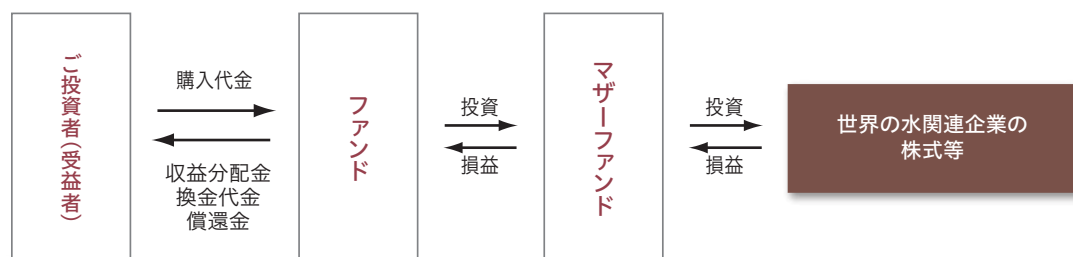 ご投資者(受益者)
購入代金
収益分配金
換金代金
償還金
ファンド
投資
損益
マザーファンド
投資
損益
世界の水関連企業の
株式等